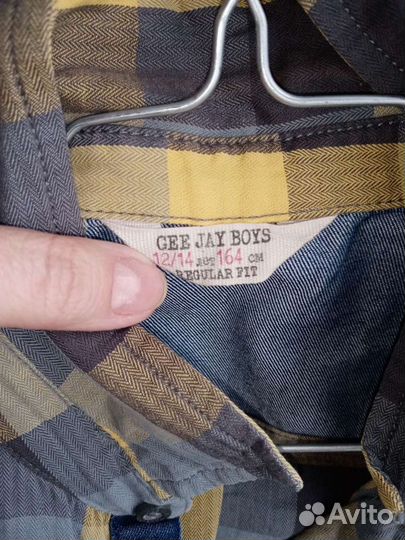 GEE JAY BOYS
12/14 лет 164 CM
REGULAR FIT
Avito